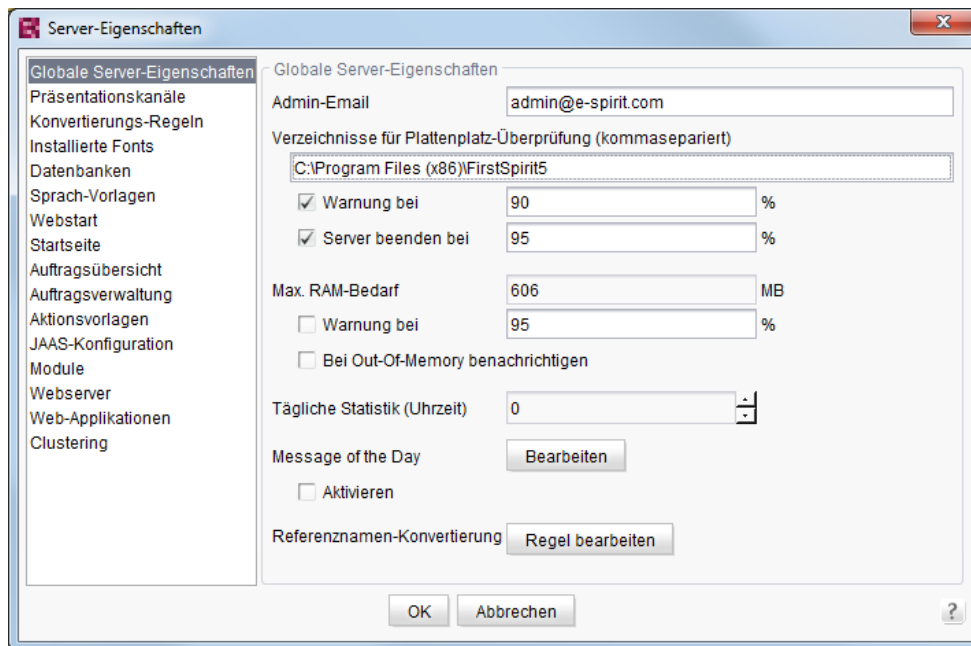 Server-Eigenschaften
Globale Server-Eigenschaften
Präsentationskanäle
Konvertierungs-Regeln
Installierte Fonts
Datenbanken
Sprach-Vorlagen
Webstart
Startseite
Auftragsübersicht
Auftragsverwaltung
Aktionsvorlagen
JAAS-Konfiguration
Module
Webserver
Web-Applikationen
Clustering
Globale Server-Eigenschaften
Admin-Email admin@e-spirit.com
Verzeichnisse für Plattenplatz-Überprüfung (kommasepariert)
C:\Program Files (x86)\FirstSpirit5
Warnung bei 90 %
Server beenden bei 95 %
Max. RAM-Bedarf 606 MB
Warnung bei 95 %
Bei Out-Of-Memory benachrichtigen
Tägliche Statistik (Uhrzeit) 0
Message of the Day Bearbeiten
Aktivieren
Referenznamen-Konvertierung Regel bearbeiten
OK Abbrechen ?